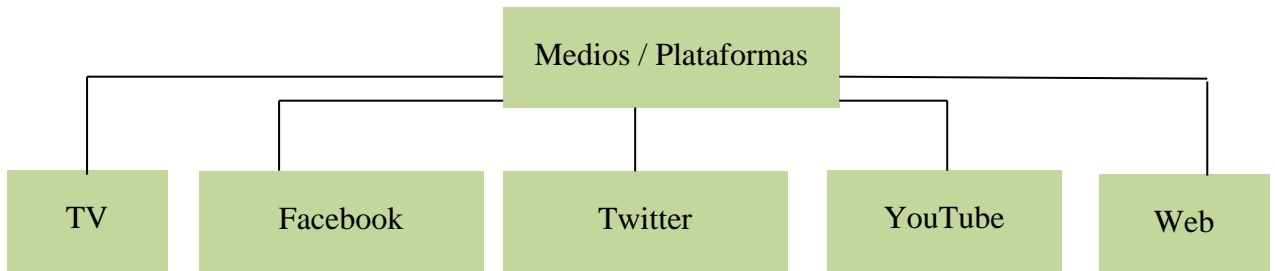 Medios / Plataformas
TV
Facebook
Twitter
YouTube
Web